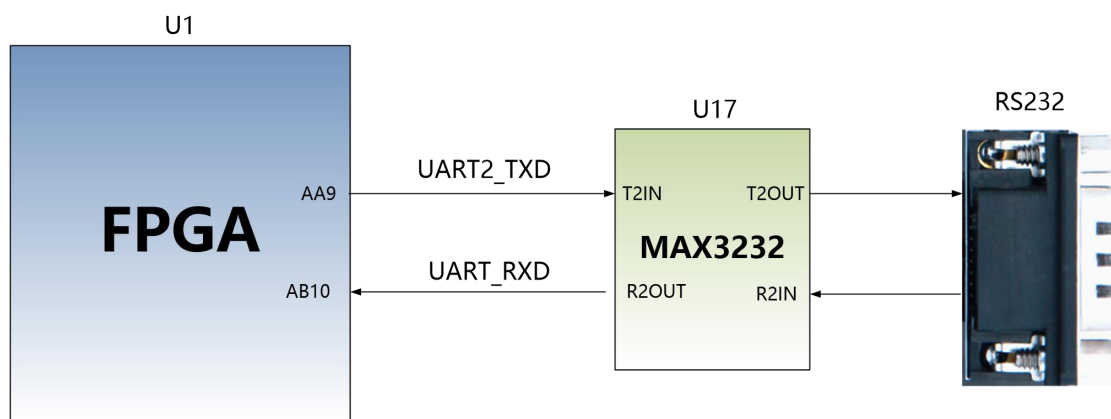 U1
U17
RS232
UART2_TXD
AA9
T2IN
T2OUT
FPGA
MAX3232
UART_RXD
AB10
R2OUT
R2IN